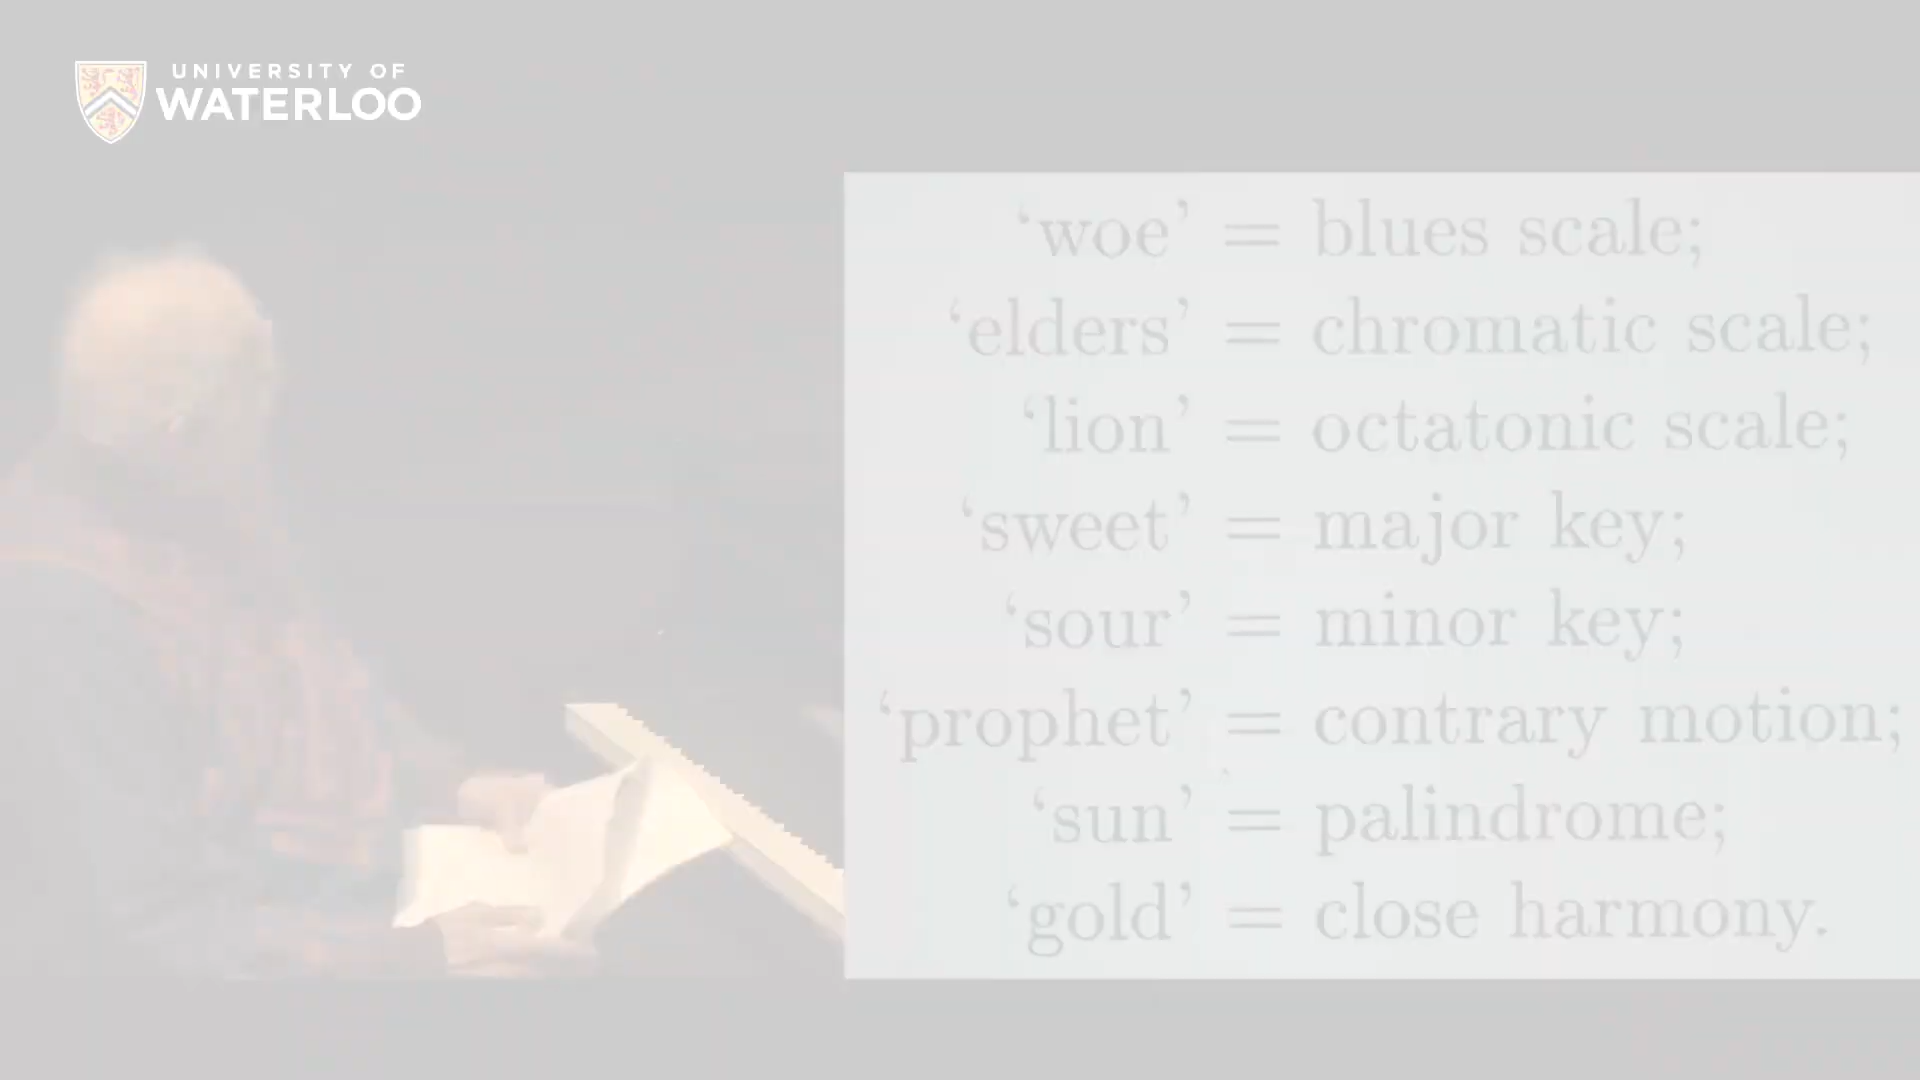 UNIVERSITY OF
WATERLOO
‘woe’ = blues scale;
‘elders’ = chromatic scale;
‘lion’ = octatonic scale;
‘sweet’ = major key;
‘sour’ = minor key;
‘prophet’ = contrary motion;
‘sun’ = palindrome;
‘gold’ = close harmony.